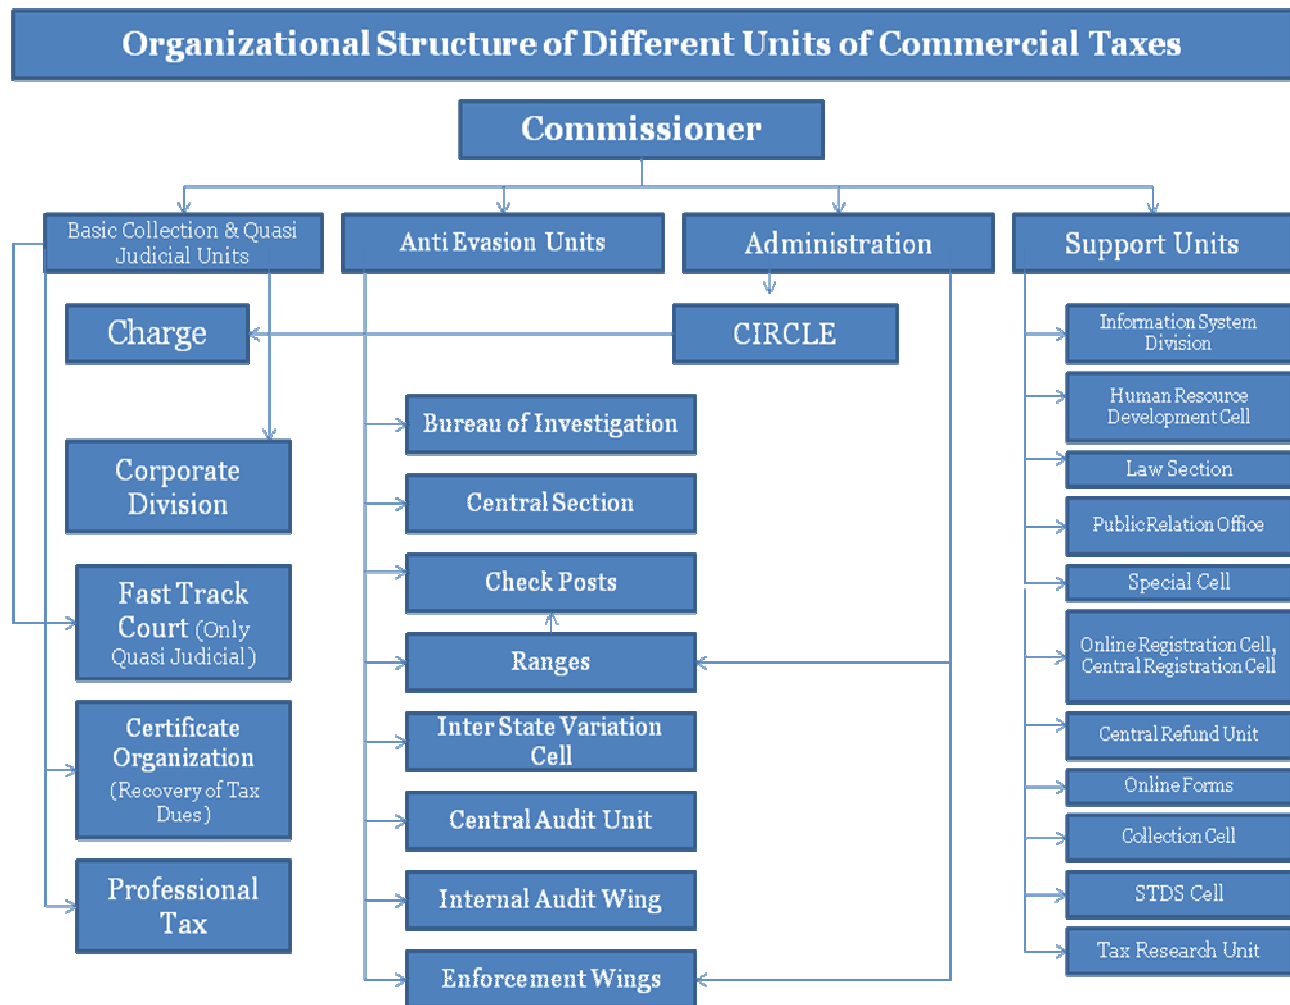 Organizational Structure of Different Units of Commercial Taxes
Commissioner
Basic Collection & Quasi
Judicial Units
Anti Evasion Units
Administration
Support Units
Charge
CIRCLE
Corporate
Division
Fast Track
Court (Only
Quasi Judicial)
Certificate
Organization
(Recovery of Tax
Dues)
Professional
Tax
Bureau of Investigation
Central Section
Check Posts
Ranges
Inter State Variation
Cell
Central Audit Unit
Internal Audit Wing
Enforcement Wings
Information System
Division
Human Resource
Development Cell
Law Section
Public Relation Office
Special Cell
Online Registration Cell,
Central Registration Cell
Central Refund Unit
Online Forms
Collection Cell
STDS Cell
Tax Research Unit